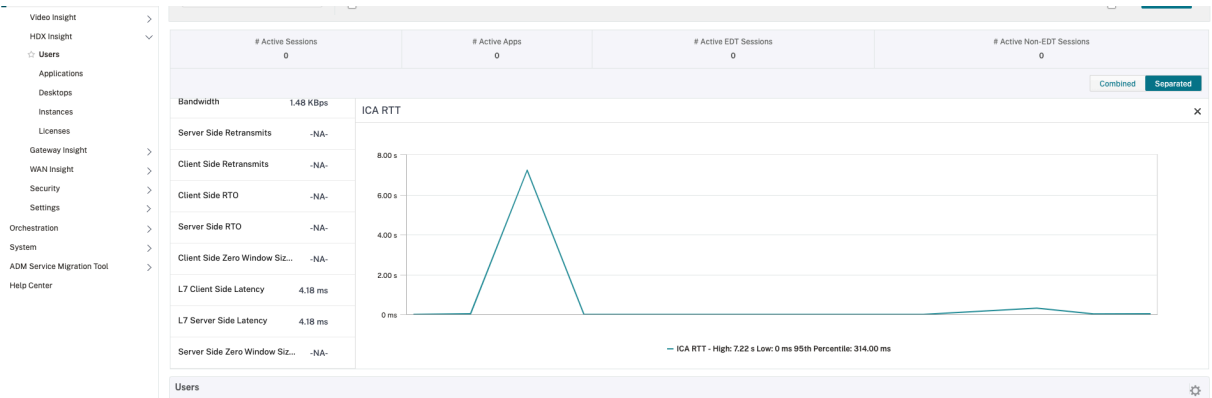 Video Insight
HDX Insight
Users
Applications
Desktops
Instances
Licenses
Gateway Insight
WAN Insight
Security
Settings
Orchestration
System
ADM Service Migration Tool
Help Center
# Active Sessions
0
# Active Apps
0
# Active EDT Sessions
0
# Active Non-EDT Sessions
0
Combined
Separated
Bandwidth 1.48 KBps
Server Side Retransmits -NA-
Client Side Retransmits -NA-
Client Side RTO -NA-
Server Side RTO -NA-
Client Side Zero Window Siz... -NA-
L7 Client Side Latency 4.18 ms
L7 Server Side Latency 4.18 ms
Server Side Zero Window Siz... -NA-
ICA RTT
8.00 s
6.00 s
4.00 s
2.00 s
0 ms
ICA RTT - High: 7.22 s Low: 0 ms 95th Percentile: 314.00 ms
Users